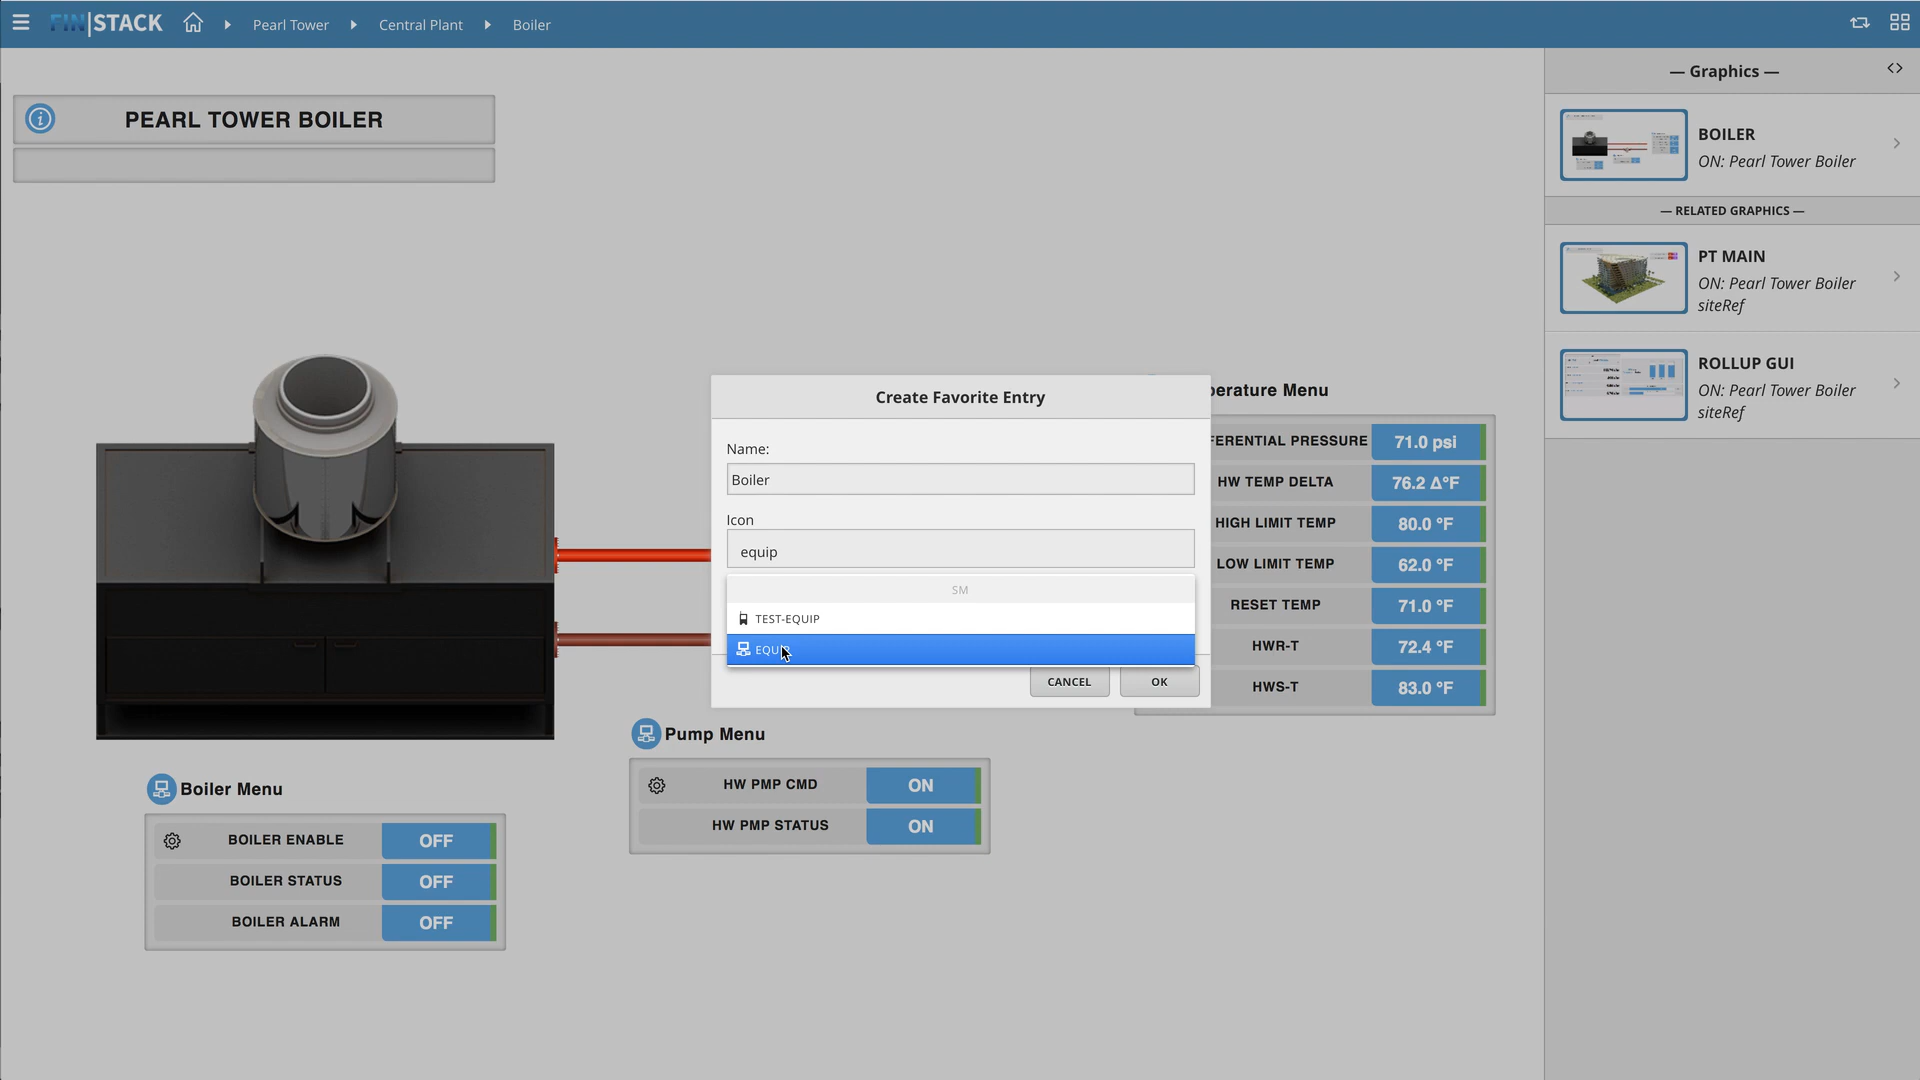 FIN|STACK
Pearl Tower
Central Plant
Boiler
— Graphics —
PEARL TOWER BOILER
BOILER
ON: Pearl Tower Boiler
— RELATED GRAPHICS —
PT MAIN
ON: Pearl Tower Boiler
siteRef
ROLLUP GUI
ON: Pearl Tower Boiler
siteRef
Create Favorite Entry
Name:
Boiler
Icon
equip
SM
TEST-EQUIP
EQUIP
CANCEL
OK
perature Menu
FERENTIAL PRESSURE 71.0 psi
HW TEMP DELTA 76.2 Δ°F
HIGH LIMIT TEMP 80.0 °F
LOW LIMIT TEMP 62.0 °F
RESET TEMP 71.0 °F
HWR-T 72.4 °F
HWS-T 83.0 °F
Pump Menu
HW PMP CMD ON
HW PMP STATUS ON
Boiler Menu
BOILER ENABLE OFF
BOILER STATUS OFF
BOILER ALARM OFF